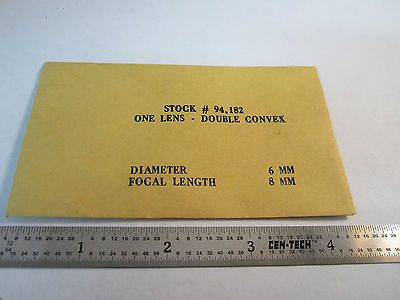 STOCK # 94,182
ONE LENS - DOUBLE CONVEX
DIAMETER 6 MM
FOCAL LENGTH 8 MM
CEN-TECH™
1 2 3 4